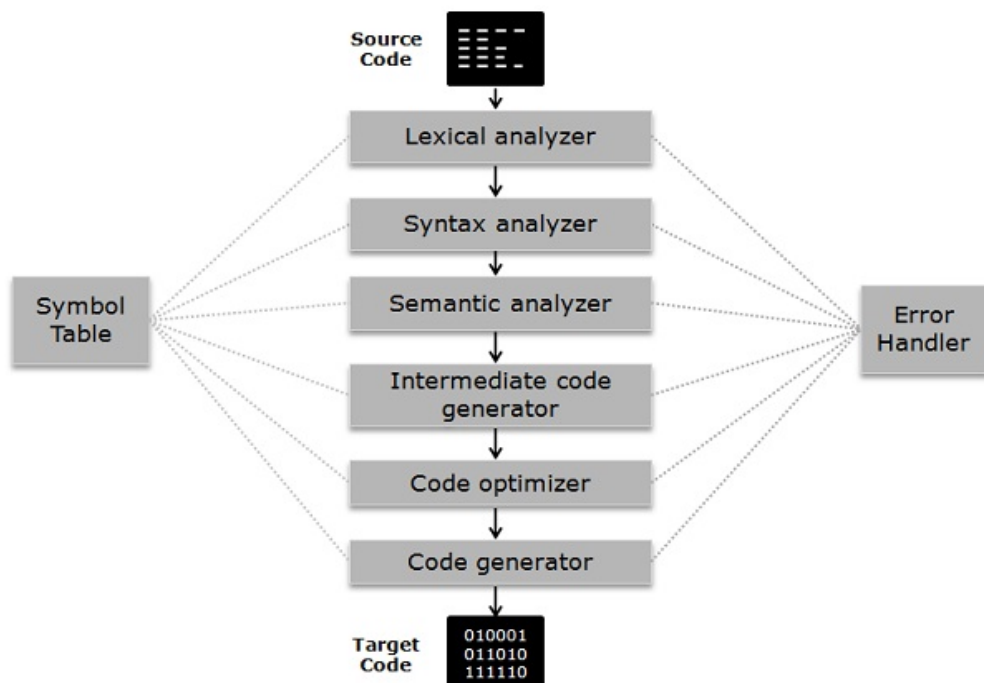 Source
Code
Lexical analyzer
Syntax analyzer
Semantic analyzer
Symbol
Table
Error
Handler
Intermediate code
generator
Code optimizer
Code generator
Target
Code
010001
011010
111110